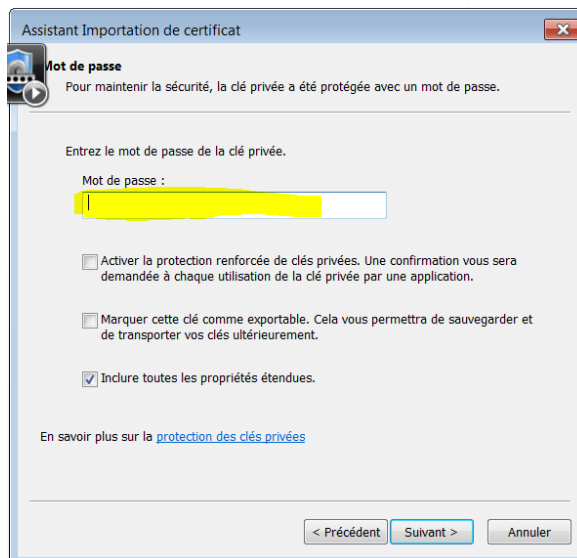 Assistant Importation de certificat
Mot de passe
Pour maintenir la sécurité, la clé privée a été protégée avec un mot de passe.
Entrez le mot de passe de la clé privée.
Mot de passe :
Activer la protection renforcée de clés privées. Une confirmation vous sera
demandée à chaque utilisation de la clé privée par une application.
Marquer cette clé comme exportable. Cela vous permettra de sauvegarder et
de transporter vos clés ultérieurement.
Inclure toutes les propriétés étendues.
En savoir plus sur la protection des clés privées
< Précédent Suivant > Annuler